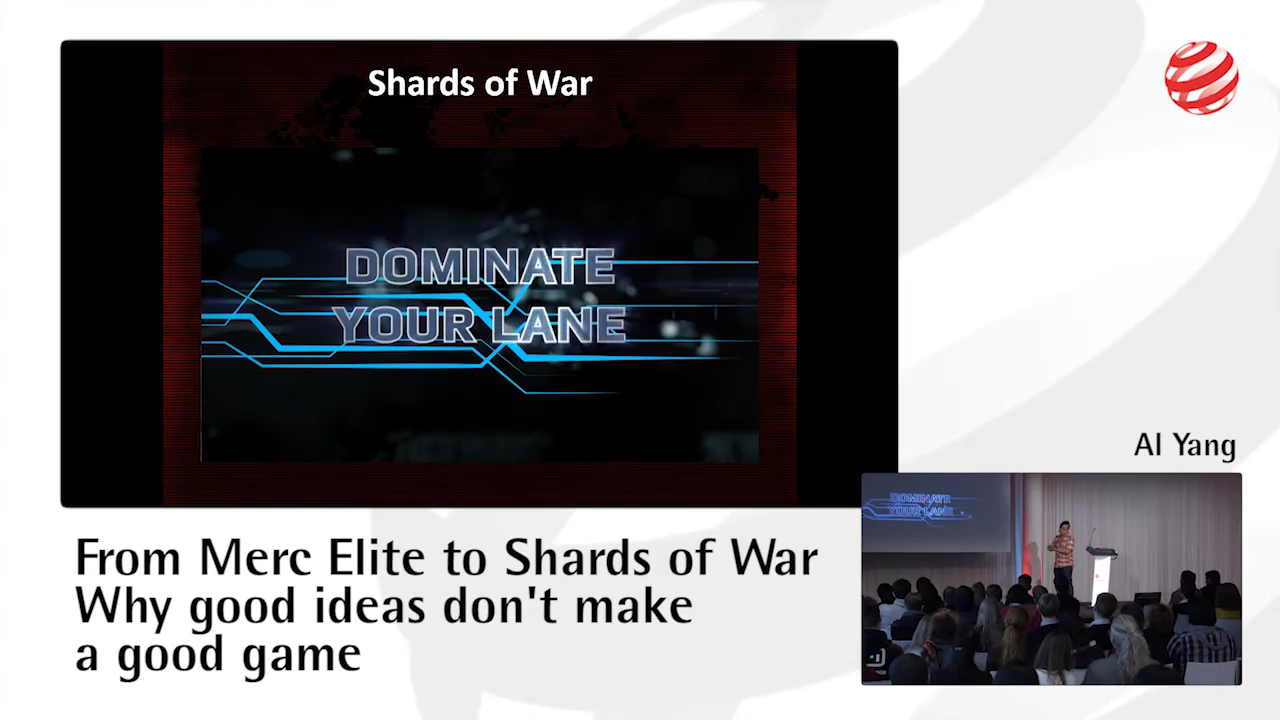 Shards of War
DOMINATE
YOUR LANE
Al Yang
DOMINATE
YOUR LANE
From Merc Elite to Shards of War
Why good ideas don't make
a good game